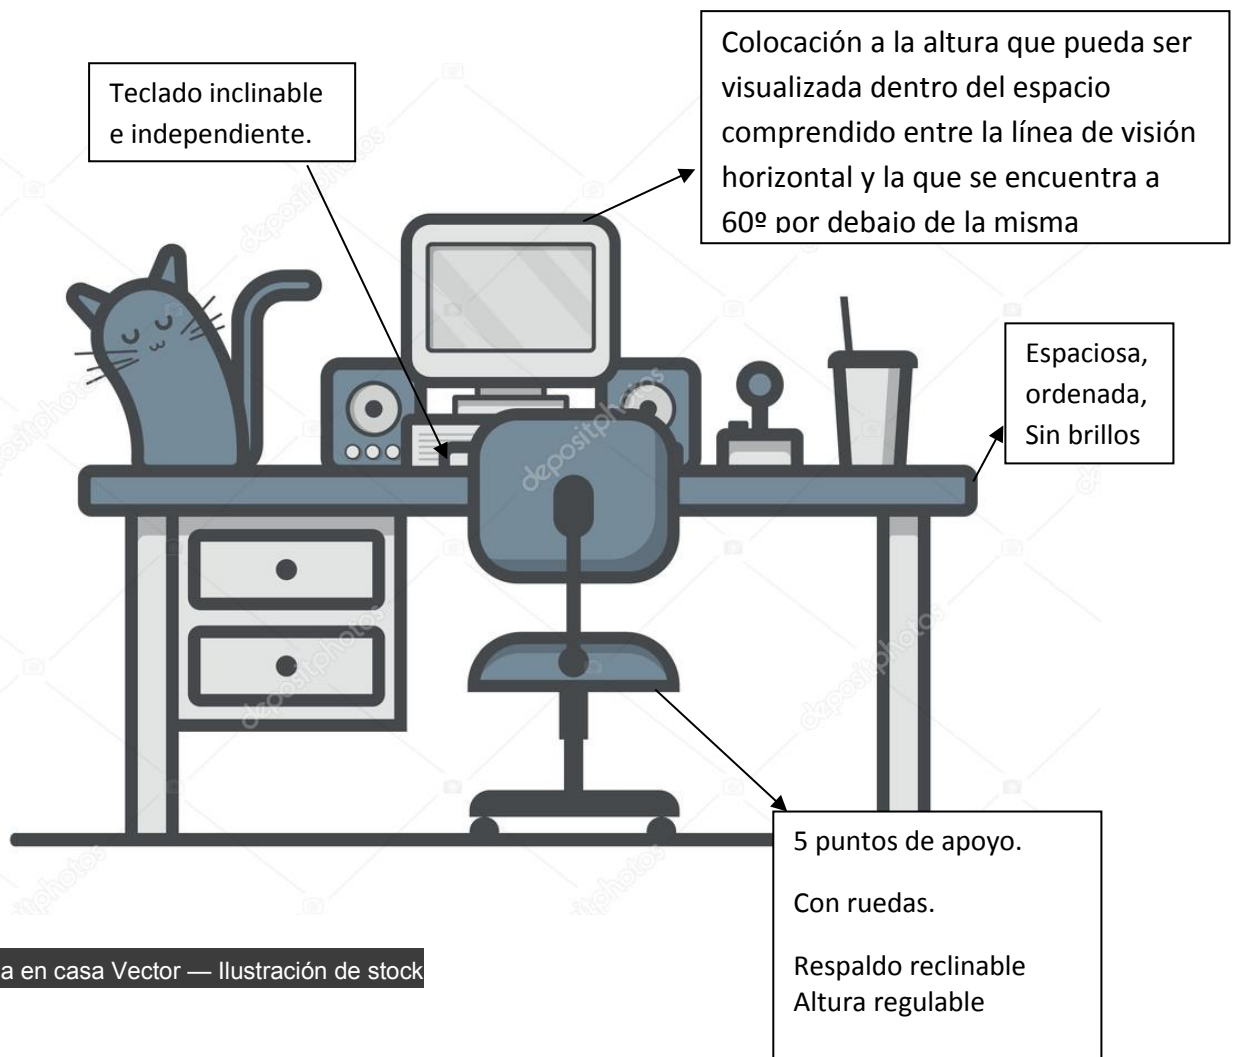 Colocación a la altura que pueda ser
visualizada dentro del espacio
comprendido entre la línea de visión
horizontal y la que se encuentra a
60º por debajo de la misma
Teclado inclinable
e independiente.
Espaciosa,
ordenada,
Sin brillos
5 puntos de apoyo.
Con ruedas.
Respaldo reclinable
Altura regulable
a en casa Vector — Ilustración de stock
depositphotos